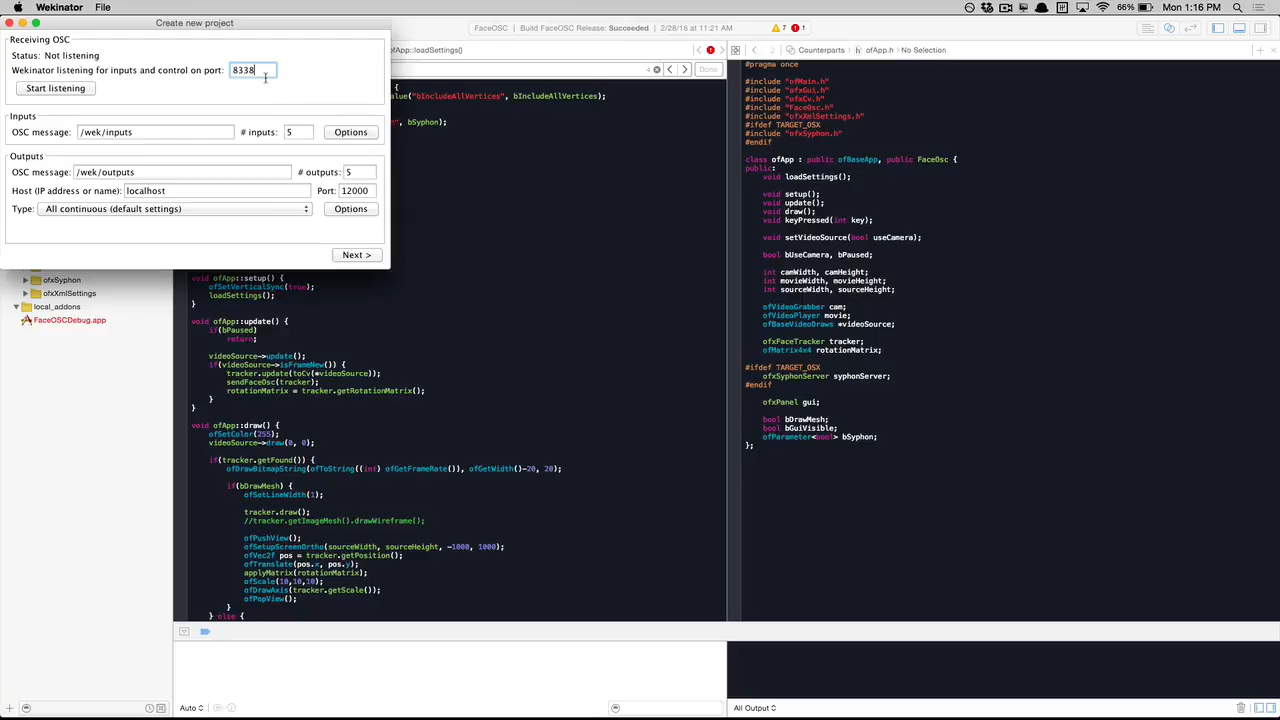 Wekinator File
66% Mon 1:16 PM
Create new project
FaceOSC Build FaceOSC Release: Succeeded 2/28/16 at 11:21 AM 7 1
Receiving OSC
Status: Not listening
Wekinator listening for inputs and control on port: 8338
Start listening
Inputs
OSC message: /wek/inputs # inputs: 5 Options
Outputs
OSC message: /wek/outputs # outputs: 5
Host (IP address or name): localhost Port: 12000
Type: All continuous (default settings) Options
Next >
ofxSyphon
ofxXmlSettings
local_addons
FaceOSCDebug.app
ofApp::loadSettings()
4 Done
{
value("bIncludeAllVertices", bIncludeAllVertices);
", bSyphon);
void ofApp::setup() {
ofSetVerticalSync(true);
loadSettings();
}
void ofApp::update() {
if(bPaused)
return;
videoSource->update();
if(videoSource->isFrameNew()) {
tracker.update(toCv(*videoSource));
sendFaceOsc(tracker);
rotationMatrix = tracker.getRotationMatrix();
}
}
void ofApp::draw() {
ofSetColor(255);
videoSource->draw(0, 0);
if(tracker.getFound()) {
ofDrawBitmapString(ofToString((int) ofGetFrameRate()), ofGetWidth()-20, 20);
if(bDrawMesh) {
ofSetLineWidth(1);
tracker.draw();
//tracker.getImageMesh().drawWireframe();
ofPushView();
ofSetupScreenOrtho(sourceWidth, sourceHeight, -1000, 1000);
ofVec2f pos = tracker.getPosition();
ofTranslate(pos.x, pos.y);
applyMatrix(rotationMatrix);
ofScale(10,10,10);
ofDrawAxis(tracker.getScale());
ofPopView();
}
} else {
Counterparts ofApp.h No Selection
#pragma once
#include "ofMain.h"
#include "ofxGui.h"
#include "ofxCv.h"
#include "FaceOsc.h"
#include "ofxXmlSettings.h"
#ifdef TARGET_OSX
#include "ofxSyphon.h"
#endif
class ofApp : public ofBaseApp, public FaceOsc {
public:
void loadSettings();
void setup();
void update();
void draw();
void keyPressed(int key);
void setVideoSource(bool useCamera);
bool bUseCamera, bPaused;
int camWidth, camHeight;
int movieWidth, movieHeight;
int sourceWidth, sourceHeight;
ofVideoGrabber cam;
ofVideoPlayer movie;
ofBaseVideoDraws *videoSource;
ofxFaceTracker tracker;
ofMatrix4x4 rotationMatrix;
#ifdef TARGET_OSX
ofxSyphonServer syphonServer;
#endif
ofxPanel gui;
bool bDrawMesh;
bool bGuiVisible;
ofParameter<bool> bSyphon;
};
Auto
All Output